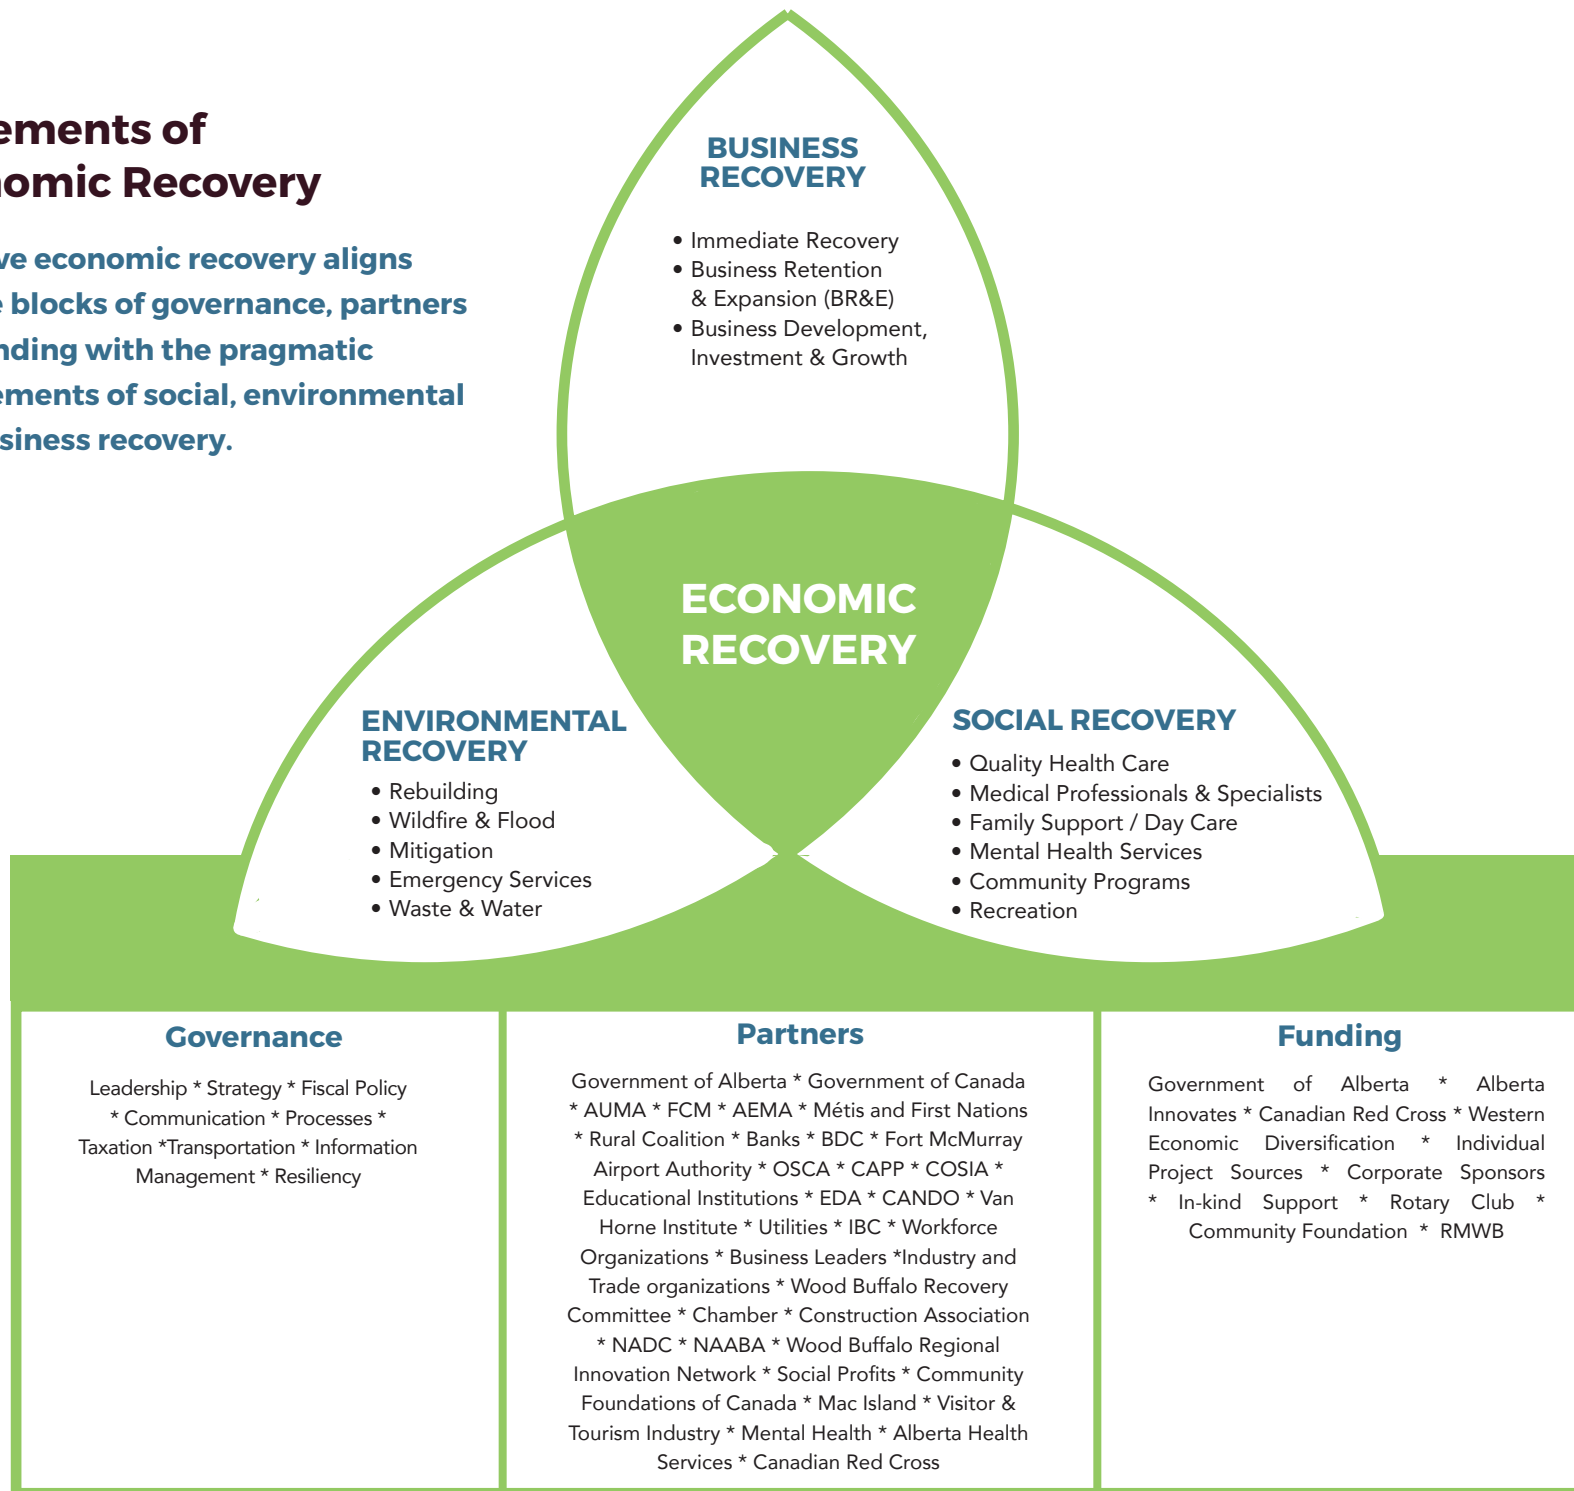 ements of
nomic Recovery
ve economic recovery aligns
e blocks of governance, partners
nding with the pragmatic
ements of social, environmental
siness recovery.
BUSINESS
RECOVERY
• Immediate Recovery
• Business Retention
& Expansion (BR&E)
• Business Development,
Investment & Growth
ECONOMIC
RECOVERY
ENVIRONMENTAL
RECOVERY
• Rebuilding
• Wildfire & Flood
• Mitigation
• Emergency Services
• Waste & Water
SOCIAL RECOVERY
• Quality Health Care
• Medical Professionals & Specialists
• Family Support / Day Care
• Mental Health Services
• Community Programs
• Recreation
Governance
Leadership * Strategy * Fiscal Policy
* Communication * Processes *
Taxation *Transportation * Information
Management * Resiliency
Partners
Government of Alberta * Government of Canada
* AUMA * FCM * AEMA * Métis and First Nations
* Rural Coalition * Banks * BDC * Fort McMurray
Airport Authority * OSCA * CAPP * COSIA *
Educational Institutions * EDA * CANDO * Van
Horne Institute * Utilities * IBC * Workforce
Organizations * Business Leaders *Industry and
Trade organizations * Wood Buffalo Recovery
Committee * Chamber * Construction Association
* NADC * NAABA * Wood Buffalo Regional
Innovation Network * Social Profits * Community
Foundations of Canada * Mac Island * Visitor &
Tourism Industry * Mental Health * Alberta Health
Services * Canadian Red Cross
Funding
Government of Alberta * Alberta
Innovates * Canadian Red Cross * Western
Economic Diversification * Individual
Project Sources * Corporate Sponsors
* In-kind Support * Rotary Club *
Community Foundation * RMWB